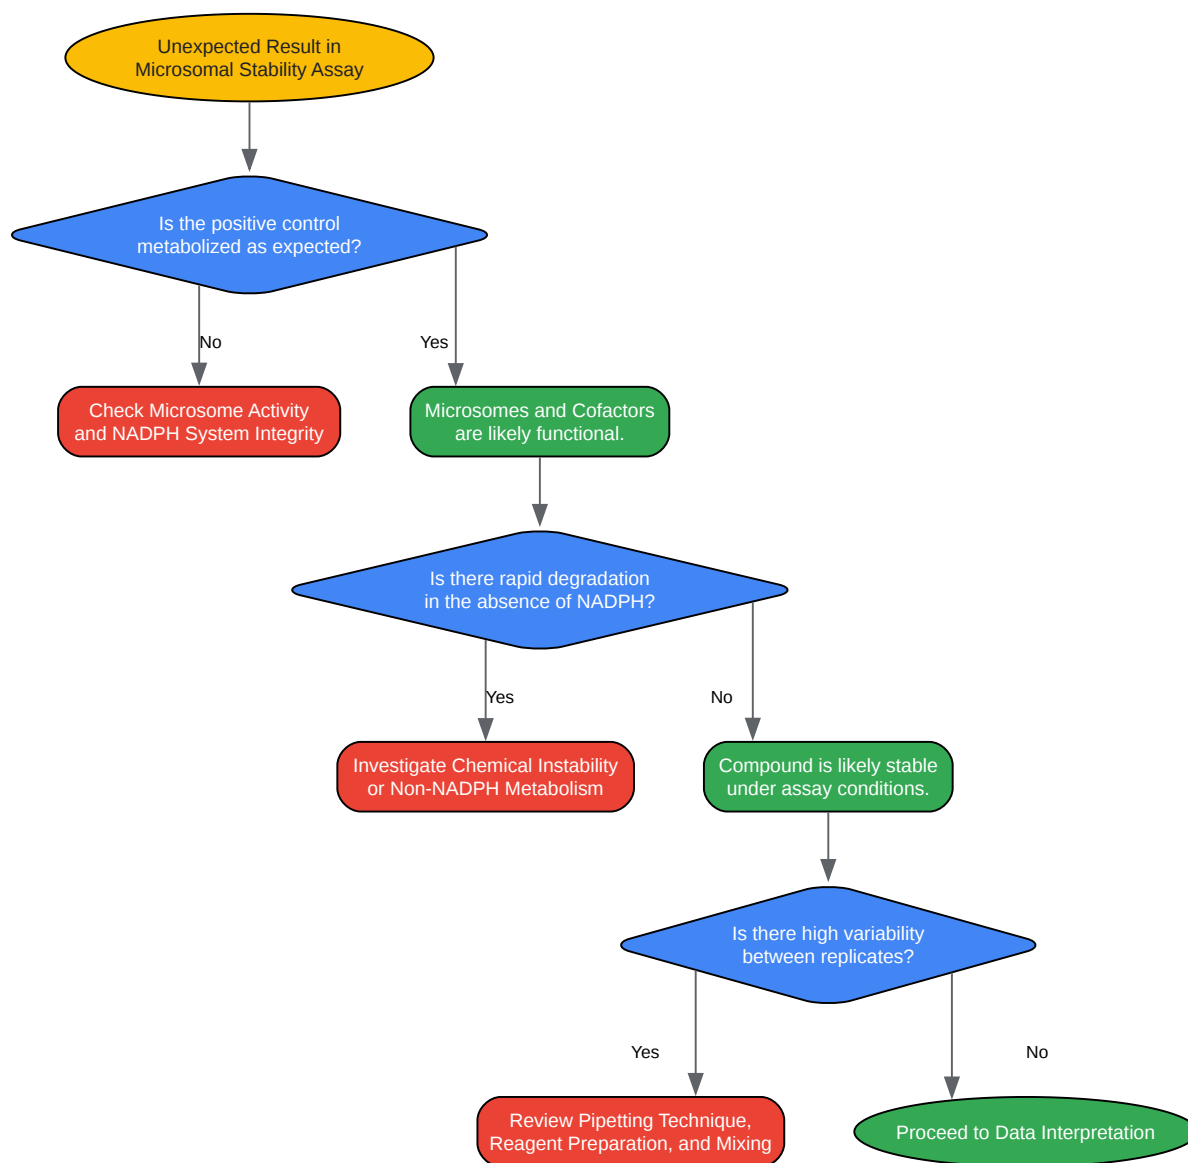 Unexpected Result in
Microsomal Stability Assay
Is the positive control
metabolized as expected?
No
Yes
Check Microsome Activity
and NADPH System Integrity
Microsomes and Cofactors
are likely functional.
Is there rapid degradation
in the absence of NADPH?
Yes
No
Investigate Chemical Instability
or Non-NADPH Metabolism
Compound is likely stable
under assay conditions.
Is there high variability
between replicates?
Yes
No
Review Pipetting Technique,
Reagent Preparation, and Mixing
Proceed to Data Interpretation